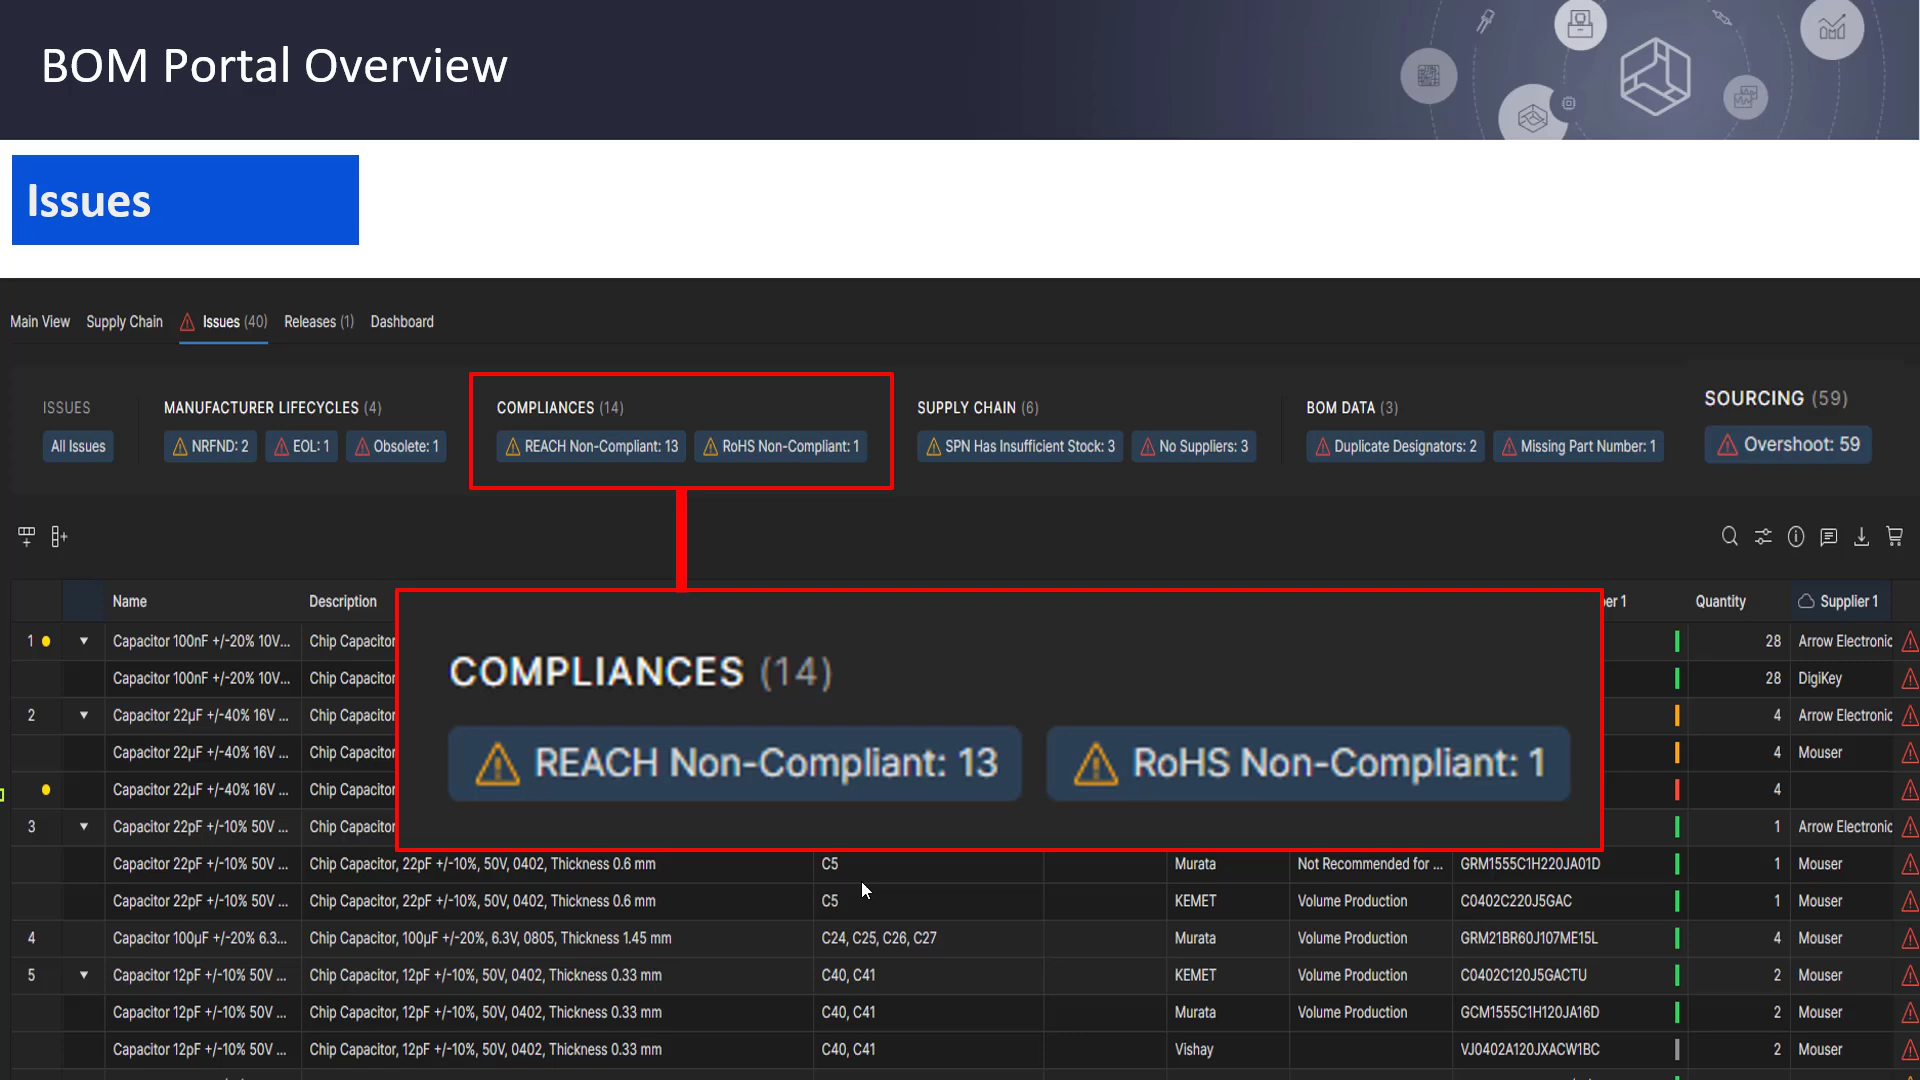 BOM Portal Overview
Issues
Main View Supply Chain Issues (40) Releases (1) Dashboard
ISSUES MANUFACTURER LIFECYCLES (4) COMPLIANCES (14) SUPPLY CHAIN (6) BOM DATA (3) SOURCING (59)
All Issues NRFND: 2 EOL: 1 Obsolete: 1 REACH Non-Compliant: 13 RoHS Non-Compliant: 1 SPN Has Insufficient Stock: 3 No Suppliers: 3 Duplicate Designators: 2 Missing Part Number: 1 Overshoot: 59
Name Description er 1 Quantity Supplier 1
1 Capacitor 100nF +/-20% 10V... Chip Capacitor 28 Arrow Electronic
Capacitor 100nF +/-20% 10V... Chip Capacitor 28 DigiKey
2 Capacitor 22µF +/-40% 16V ... Chip Capacitor 4 Arrow Electronic
Capacitor 22µF +/-40% 16V ... Chip Capacitor 4 Mouser
Capacitor 22µF +/-40% 16V ... Chip Capacitor 4
3 Capacitor 22pF +/-10% 50V ... Chip Capacitor 1 Arrow Electronic
COMPLIANCES (14)
REACH Non-Compliant: 13 RoHS Non-Compliant: 1
Capacitor 22pF +/-10% 50V ... Chip Capacitor, 22pF +/-10%, 50V, 0402, Thickness 0.6 mm C5 Murata Not Recommended for ... GRM1555C1H220JA01D 1 Mouser
Capacitor 22pF +/-10% 50V ... Chip Capacitor, 22pF +/-10%, 50V, 0402, Thickness 0.6 mm C5 KEMET Volume Production C0402C220J5GAC 1 Mouser
4 Capacitor 100µF +/-20% 6.3... Chip Capacitor, 100µF +/-20%, 6.3V, 0805, Thickness 1.45 mm C24, C25, C26, C27 Murata Volume Production GRM21BR60J107ME15L 4 Mouser
5 Capacitor 12pF +/-10% 50V ... Chip Capacitor, 12pF +/-10%, 50V, 0402, Thickness 0.33 mm C40, C41 KEMET Volume Production C0402C120J5GACTU 2 Mouser
Capacitor 12pF +/-10% 50V ... Chip Capacitor, 12pF +/-10%, 50V, 0402, Thickness 0.33 mm C40, C41 Murata Volume Production GCM1555C1H120JA16D 2 Mouser
Capacitor 12pF +/-10% 50V ... Chip Capacitor, 12pF +/-10%, 50V, 0402, Thickness 0.33 mm C40, C41 Vishay VJ0402A120JXACW1BC 2 Mouser